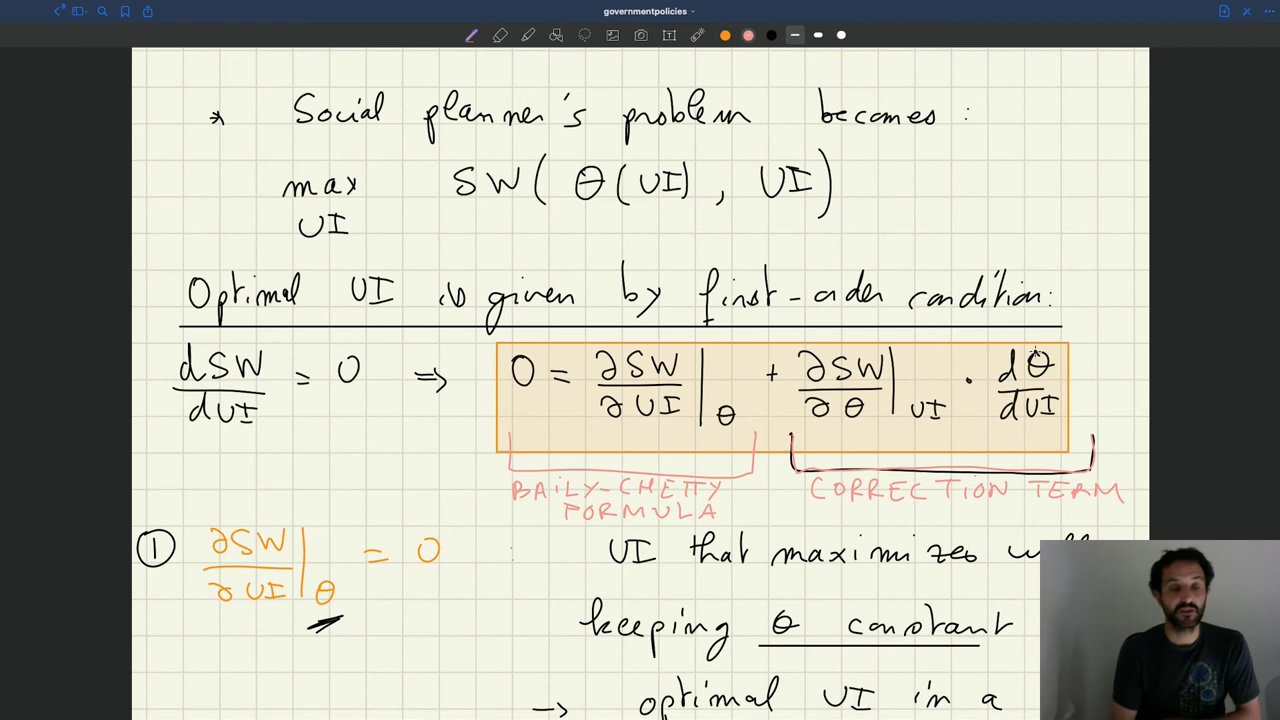 governmentpolicies
* Social planner's problem becomes :
max SW( θ(UI) , UI)
UI
Optimal UI is given by first-order condition:
dSW/dUI = 0 ⇒ 0 = ∂SW/∂UI |θ + ∂SW/∂θ |UI · dθ/dUI
BAILY-CHETTY FORMULA
CORRECTION TERM
① ∂SW/∂UI |θ = 0 : UI that maximizes
keeping θ constant
→ optimal UI in a